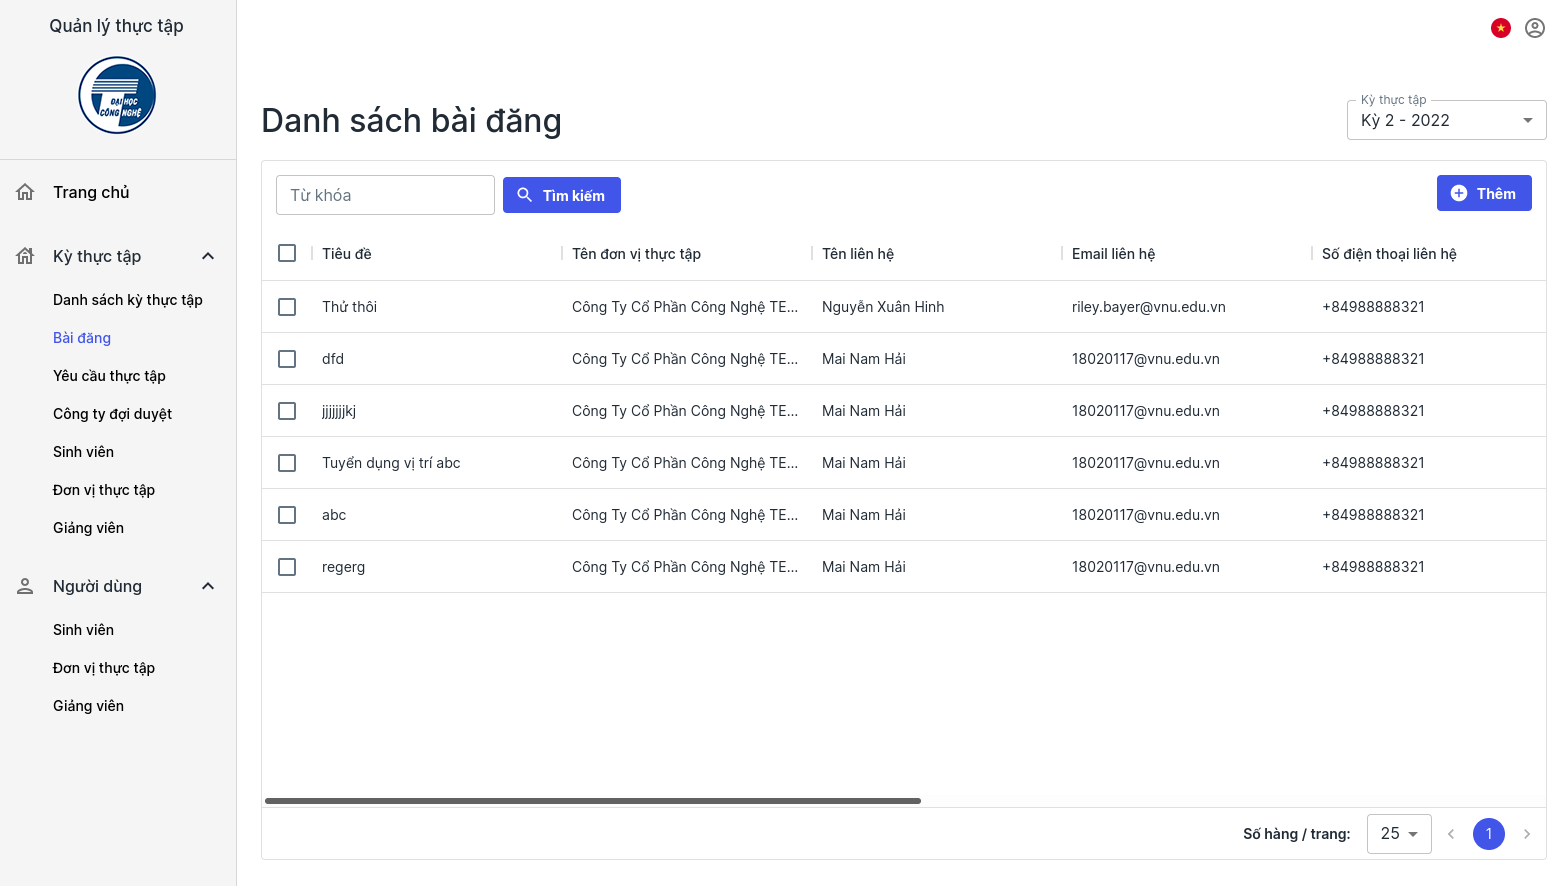 Quản lý thực tập
ĐẠI HỌC
CÔNG NGHỆ
Trang chủ
Kỳ thực tập
Danh sách kỳ thực tập
Bài đăng
Yêu cầu thực tập
Công ty đợi duyệt
Sinh viên
Đơn vị thực tập
Giảng viên
Người dùng
Sinh viên
Đơn vị thực tập
Giảng viên
Danh sách bài đăng
Kỳ thực tập
Kỳ 2 - 2022
Từ khóa
Tìm kiếm
Thêm
Tiêu đề Tên đơn vị thực tập Tên liên hệ Email liên hệ Số điện thoại liên hệ
Thử thôi Công Ty Cổ Phần Công Nghệ TE... Nguyễn Xuân Hinh riley.bayer@vnu.edu.vn +84988888321
dfd Công Ty Cổ Phần Công Nghệ TE... Mai Nam Hải 18020117@vnu.edu.vn +84988888321
jjjjjjjkj Công Ty Cổ Phần Công Nghệ TE... Mai Nam Hải 18020117@vnu.edu.vn +84988888321
Tuyển dụng vị trí abc Công Ty Cổ Phần Công Nghệ TE... Mai Nam Hải 18020117@vnu.edu.vn +84988888321
abc Công Ty Cổ Phần Công Nghệ TE... Mai Nam Hải 18020117@vnu.edu.vn +84988888321
regerg Công Ty Cổ Phần Công Nghệ TE... Mai Nam Hải 18020117@vnu.edu.vn +84988888321
Số hàng / trang: 25 1